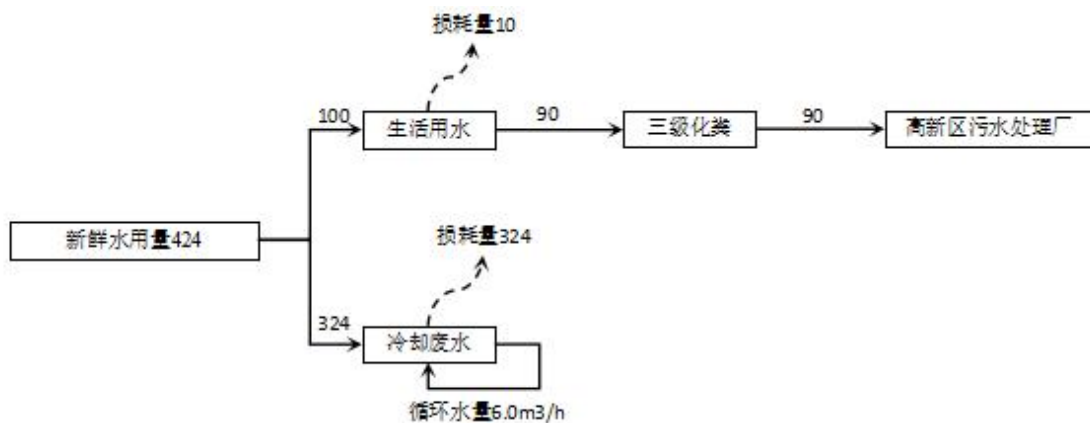 损耗量10
100
生活用水
90
三级化粪
90
高新区污水处理厂
新鲜水用量424
损耗量324
324
冷却废水
循环水量6.0m3/h